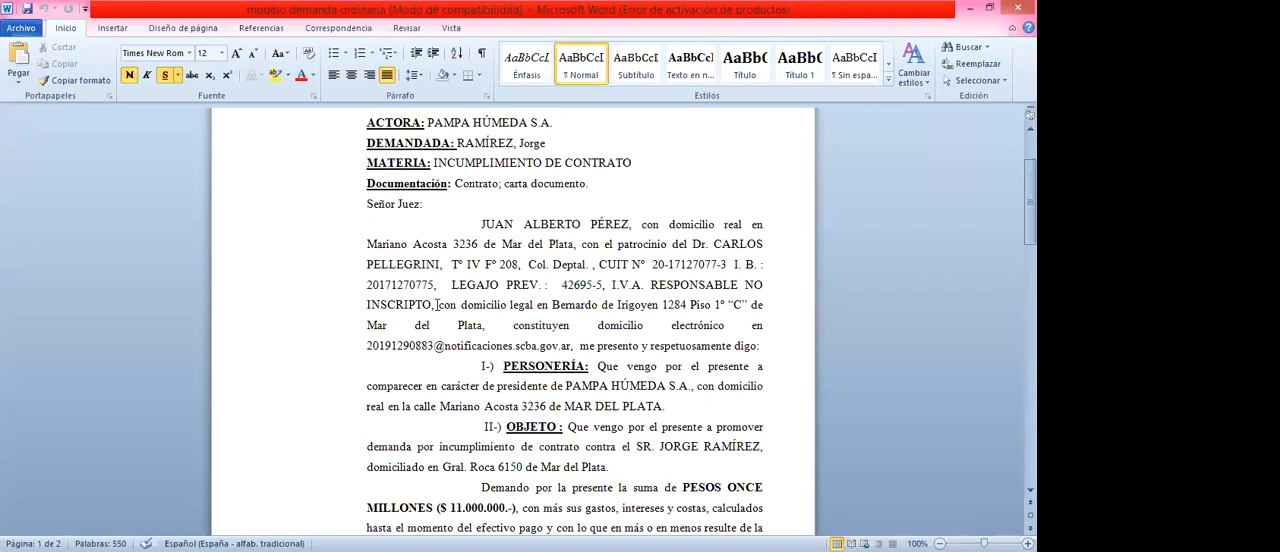 modelo demanda ordinaria [Modo de compatibilidad] - Microsoft Word (Error de activación de productos)
Archivo Inicio Insertar Diseño de página Referencias Correspondencia Revisar Vista
Pegar
Cortar
Copiar
Copiar formato
Portapapeles
Times New Rom 12
N K S abc x₂ x² A A
Fuente
Párrafo
AaBbCcI Énfasis
AaBbCcI ¶ Normal
AaBbCcI Subtítulo
AaBbCcI Texto en n...
AaBb( Título
AaBbC Título 1
AaBbCcI ¶ Sin espa...
Cambiar estilos
Estilos
Buscar
Reemplazar
Seleccionar
Edición
ACTORA: PAMPA HÚMEDA S.A.
DEMANDADA: RAMÍREZ, Jorge
MATERIA: INCUMPLIMIENTO DE CONTRATO
Documentación: Contrato; carta documento.
Señor Juez:
JUAN ALBERTO PÉREZ, con domicilio real en
Mariano Acosta 3236 de Mar del Plata, con el patrocinio del Dr. CARLOS
PELLEGRINI, Tº IV Fº 208, Col. Deptal. , CUIT Nº 20-17127077-3 I. B. :
20171270775, LEGAJO PREV. : 42695-5, I.V.A. RESPONSABLE NO
INSCRIPTO, con domicilio legal en Bernardo de Irigoyen 1284 Piso 1º “C” de
Mar del Plata, constituyen domicilio electrónico en
20191290883@notificaciones.scba.gov.ar, me presento y respetuosamente digo:
I-) PERSONERÍA: Que vengo por el presente a
comparecer en carácter de presidente de PAMPA HÚMEDA S.A., con domicilio
real en la calle Mariano Acosta 3236 de MAR DEL PLATA.
II-) OBJETO : Que vengo por el presente a promover
demanda por incumplimiento de contrato contra el SR. JORGE RAMÍREZ,
domiciliado en Gral. Roca 6150 de Mar del Plata.
Demando por la presente la suma de PESOS ONCE
MILLONES ($ 11.000.000.-), con más sus gastos, intereses y costas, calculados
hasta el momento del efectivo pago y con lo que en más o en menos resulte de la
Página: 1 de 2 Palabras: 550 Español (España - alfab. tradicional) 100%